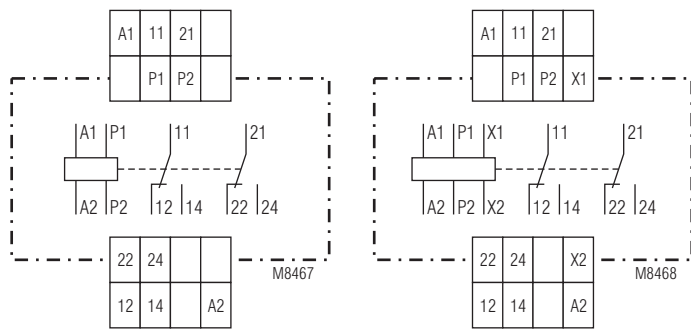 A1 11 21
P1 P2
A1 P1 11 21
A2 P2 12 14 22 24
22 24
M8467
12 14 A2
A1 11 21
P1 P2 X1
A1 P1 X1 11 21
A2 P2 X2 12 14 22 24
22 24 X2
M8468
12 14 A2